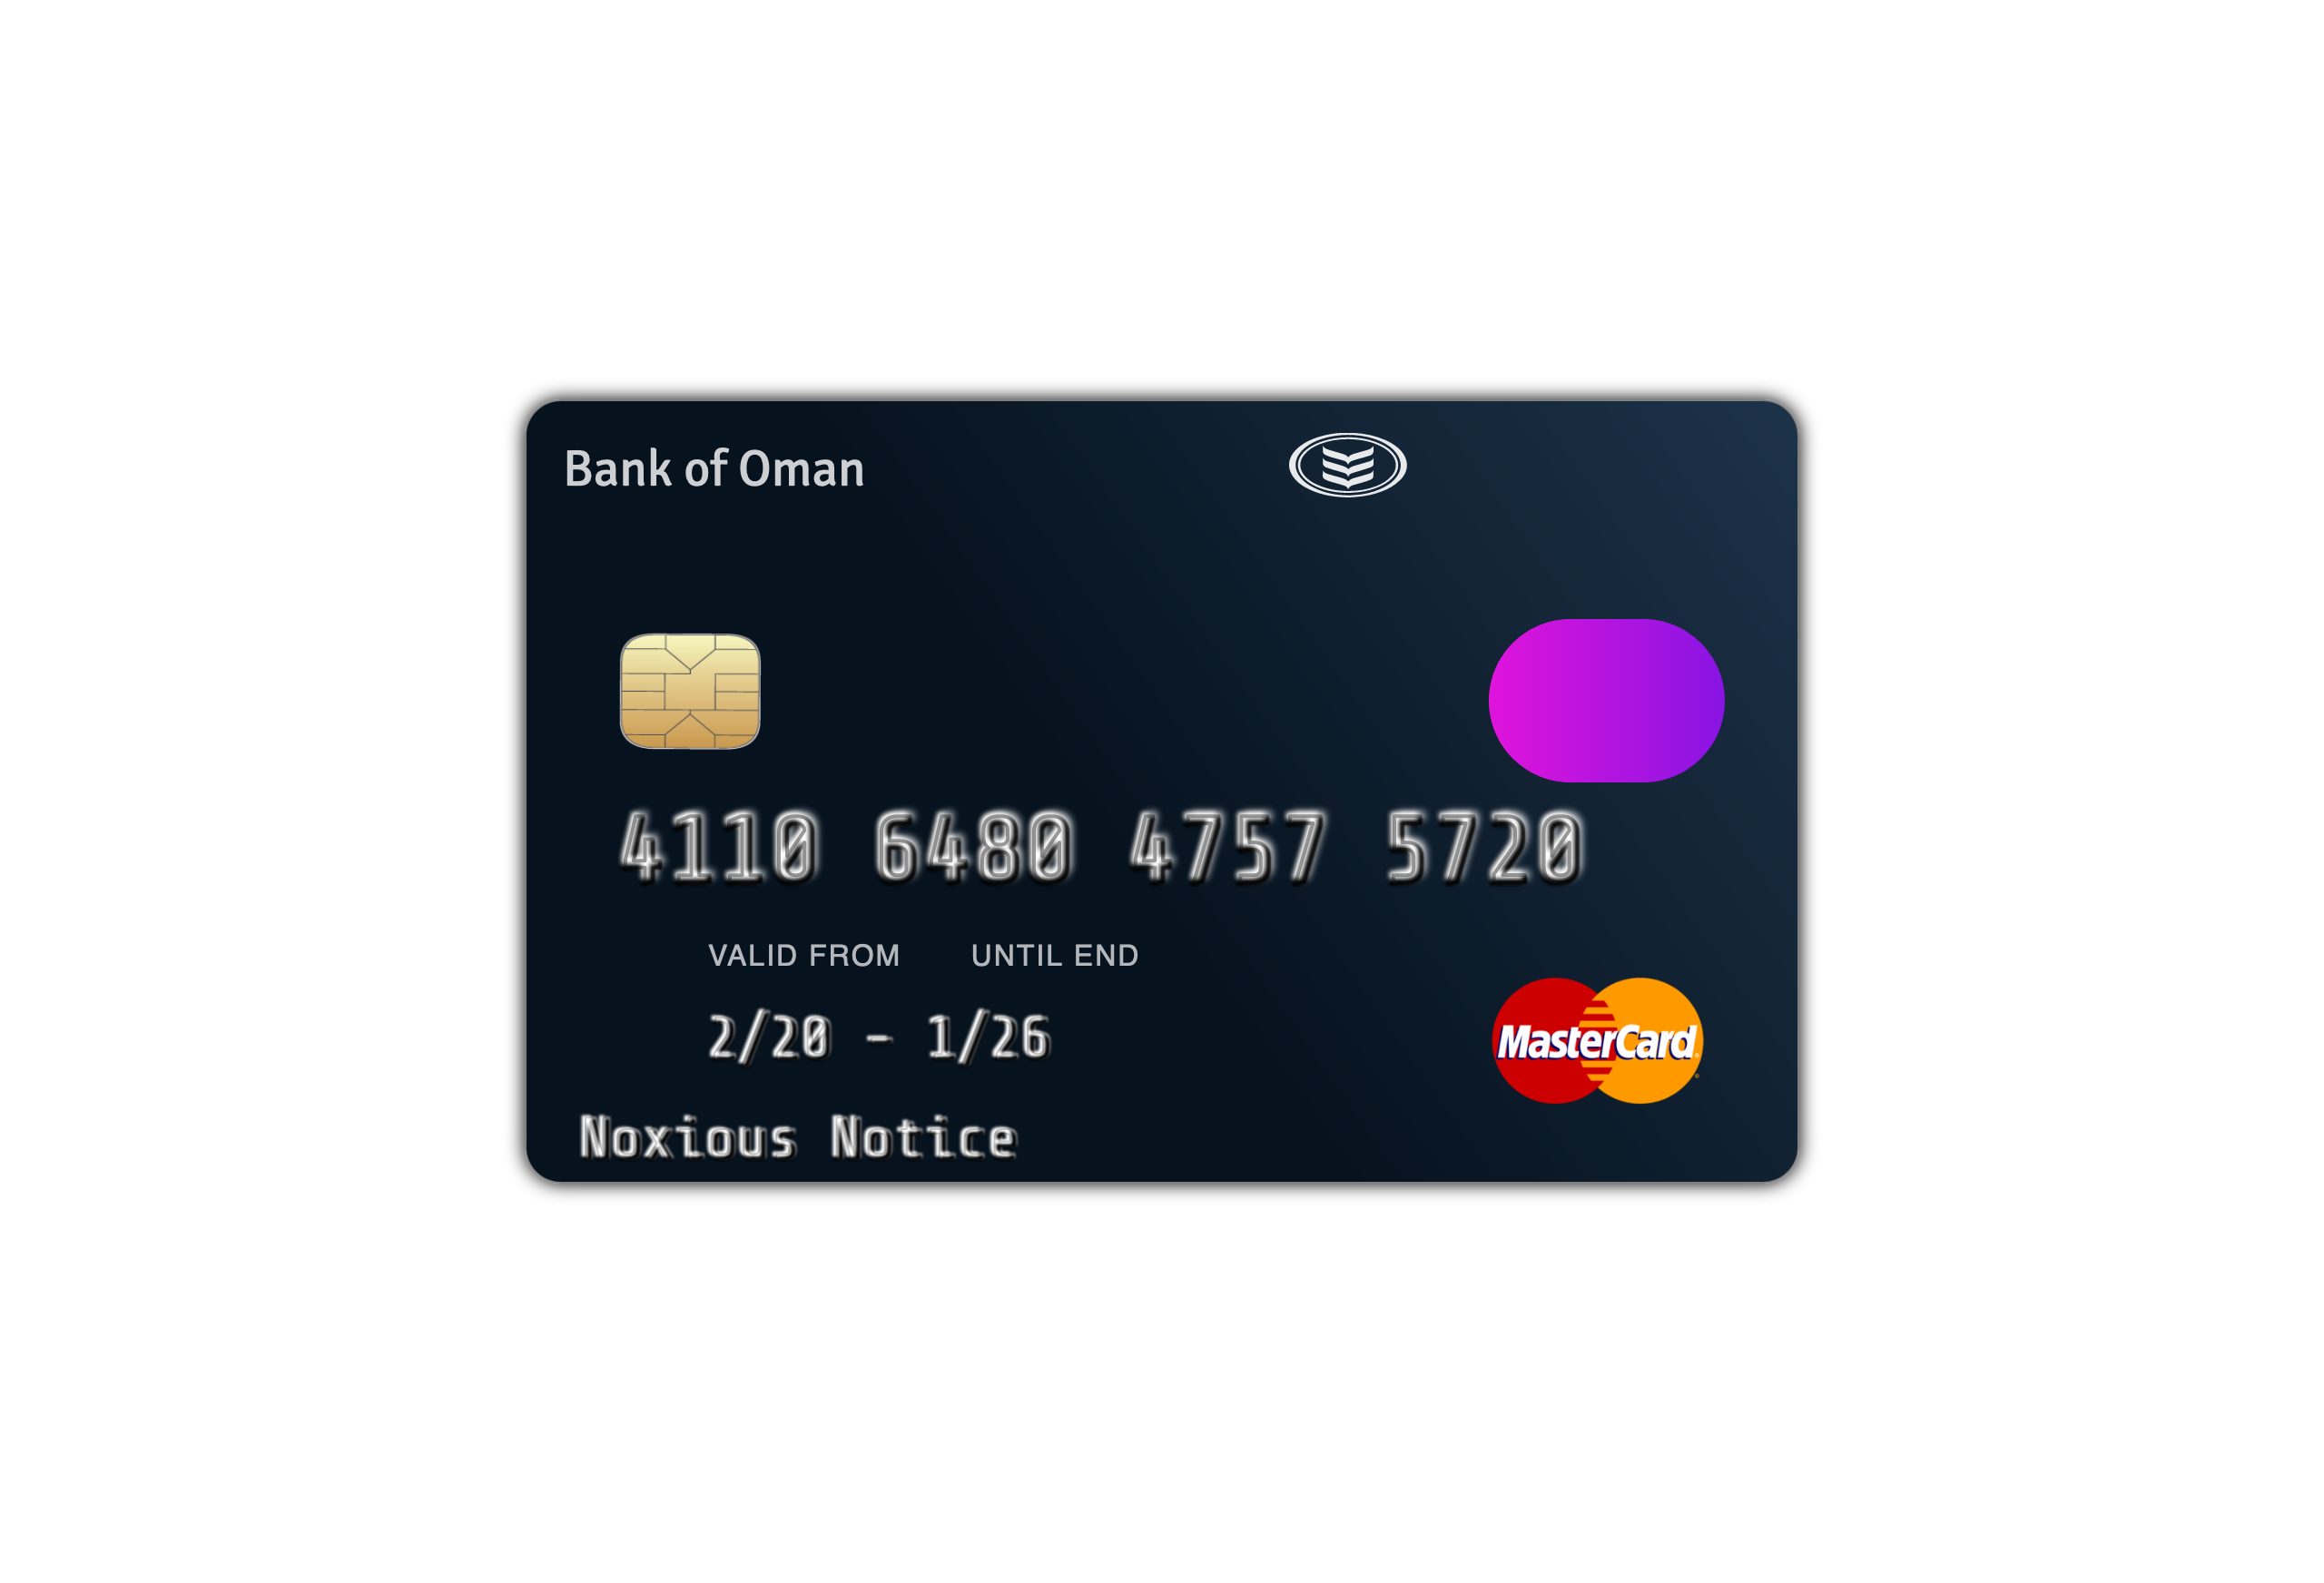 Bank of Oman
4110 6480 4757 5720
VALID FROM UNTIL END
2/20 - 1/26
MasterCard
Noxious Notice